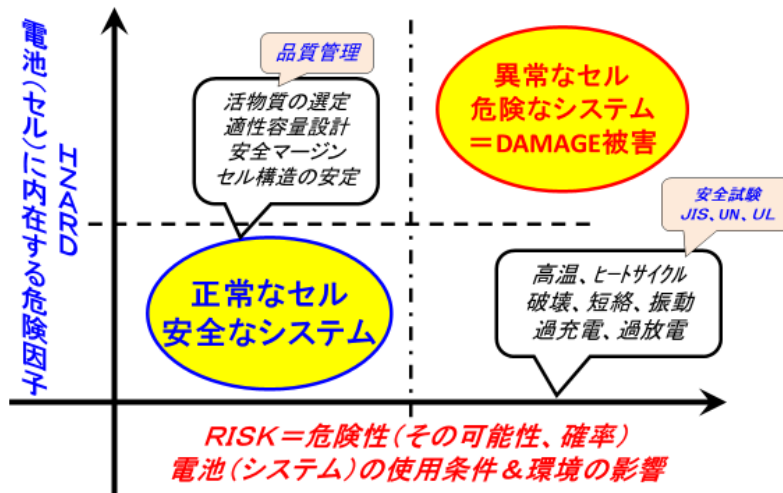 電池(セル)に内在する危険因子
HZARD
品質管理
活物質の選定
適性容量設計
安全マージン
セル構造の安定
異常なセル
危険なシステム
=DAMAGE被害
安全試験
JIS、UN、UL
高温、ヒートサイクル
破壊、短絡、振動
過充電、過放電
正常なセル
安全なシステム
RISK=危険性(その可能性、確率)
電池(システム)の使用条件&環境の影響